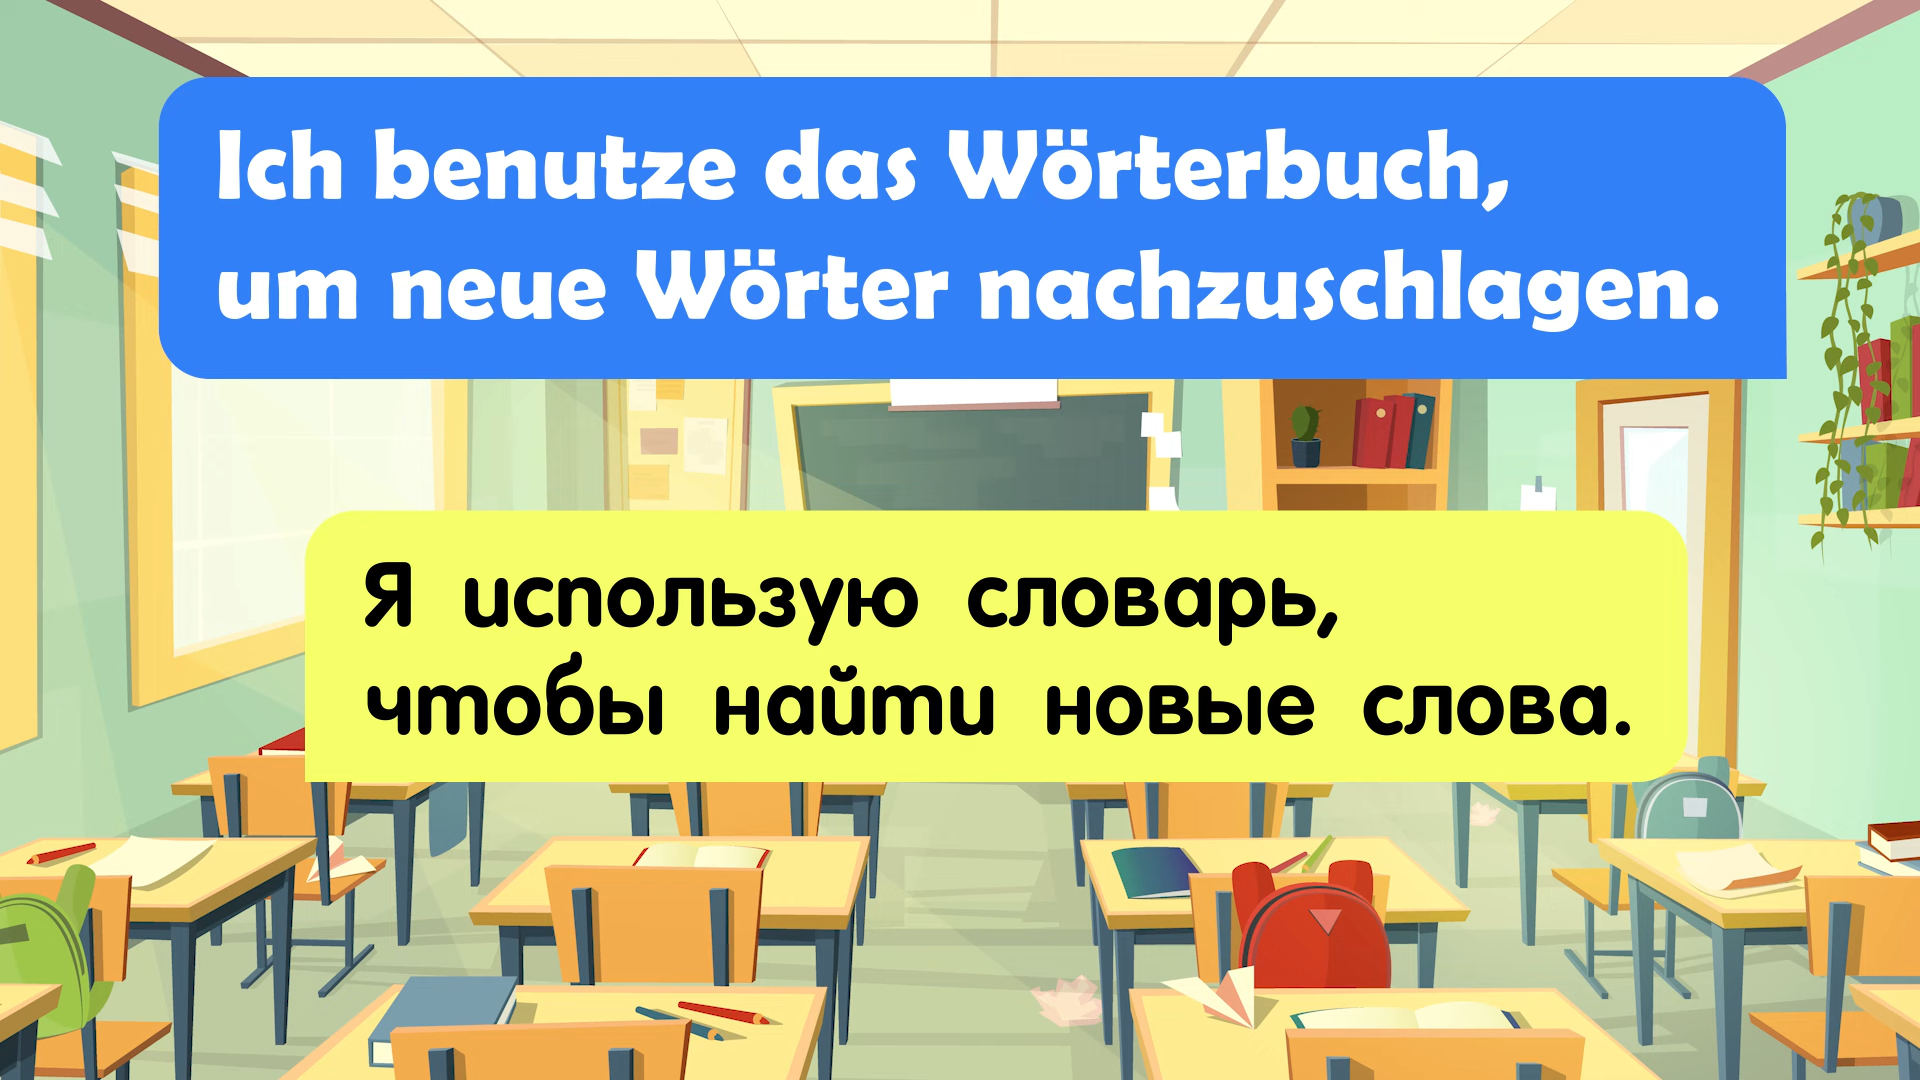 Ich benutze das Wörterbuch,
um neue Wörter nachzuschlagen.
Я использую словарь,
чтобы найти новые слова.